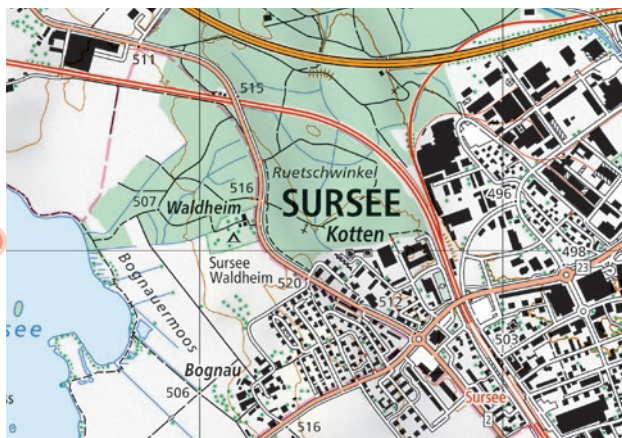 511
515
Ruetschwinkel
516
SURSEE
496
507
Waldheim
Kotten
498
Sursee
Waldheim
23
520
512
Bognauermoos
see
503
Bognau
506
Sursee
516
2